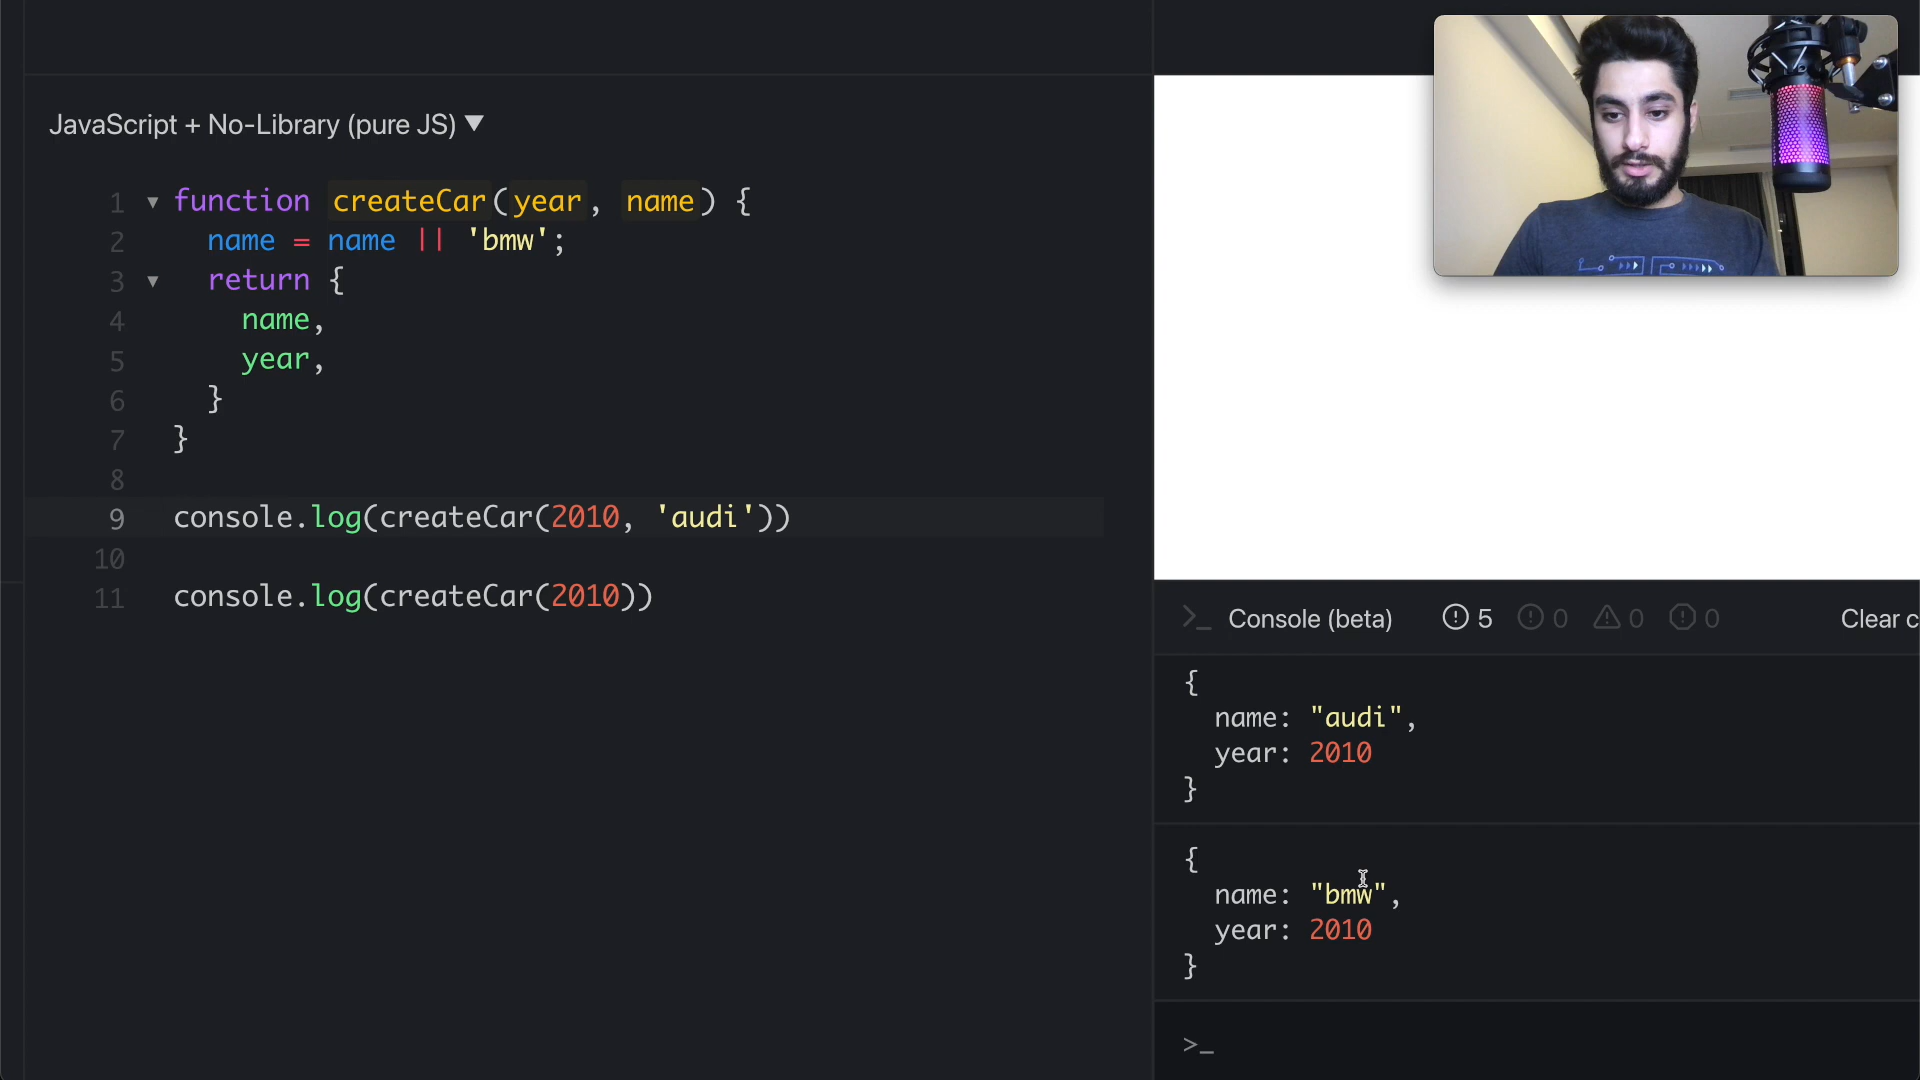 JavaScript + No-Library (pure JS) ▼
1 ▾ function createCar(year, name) {
2 name = name || 'bmw';
3 ▾ return {
4 name,
5 year,
6 }
7 }
8
9 console.log(createCar(2010, 'audi'))
10
11 console.log(createCar(2010))
>_ Console (beta) 5 0 0 0 Clear c
{
name: "audi",
year: 2010
}
{
name: "bmw",
year: 2010
}
>_